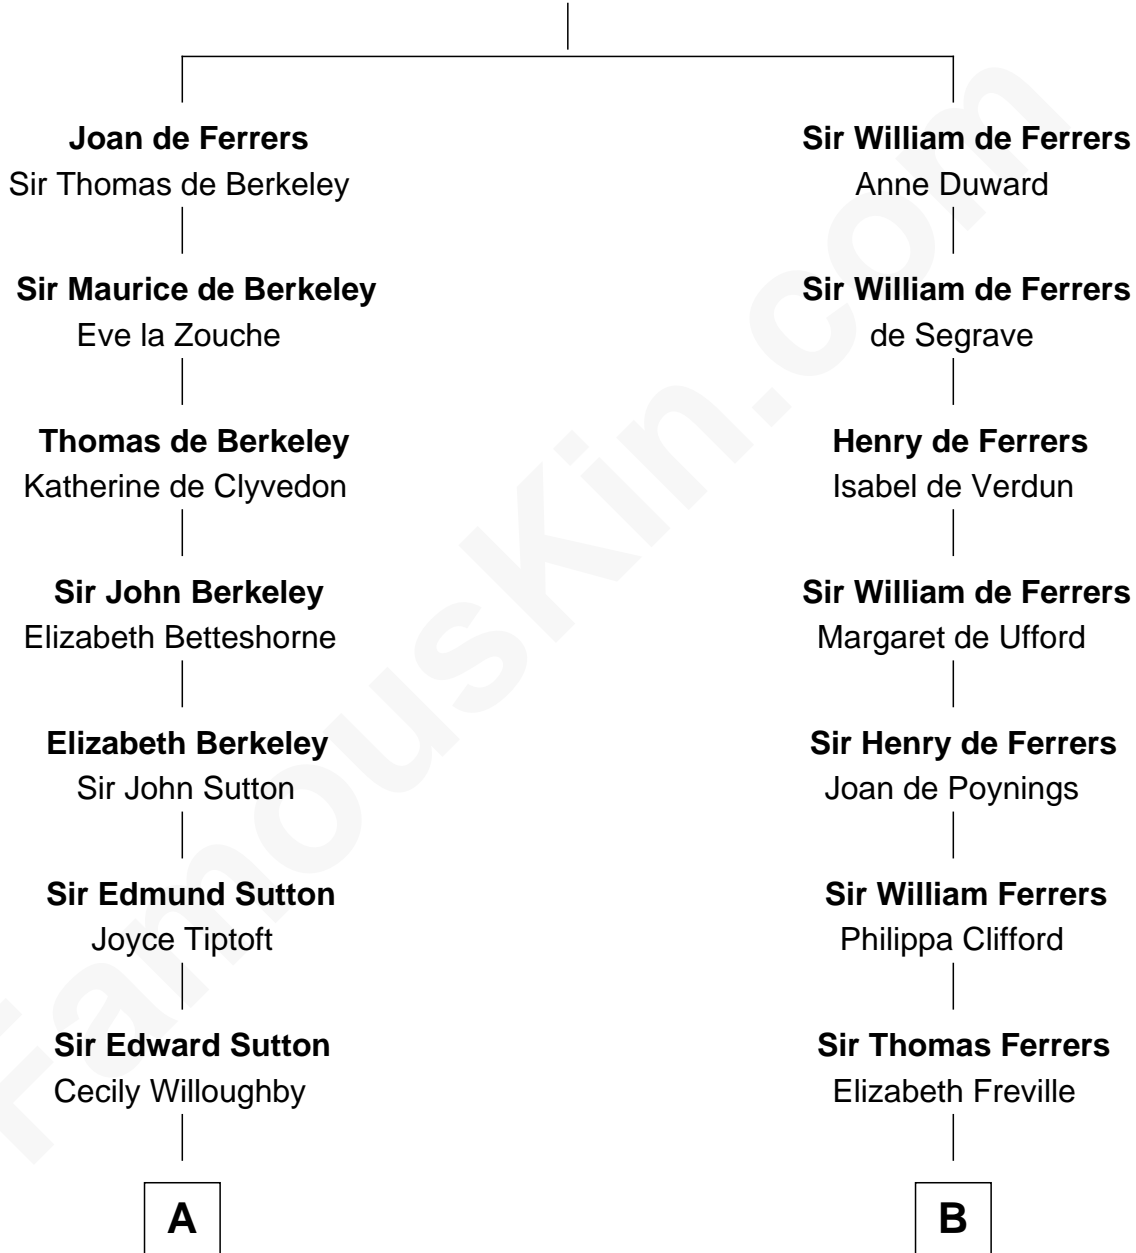 Joan de Ferrers
Sir Thomas de Berkeley
Sir Maurice de Berkeley
Eve la Zouche
Thomas de Berkeley
Katherine de Clyvedon
Sir John Berkeley
Elizabeth Betteshorne
Elizabeth Berkeley
Sir John Sutton
Sir Edmund Sutton
Joyce Tiptoft
Sir Edward Sutton
Cecily Willoughby
A
Sir William de Ferrers
Anne Duward
Sir William de Ferrers
de Segrave
Henry de Ferrers
Isabel de Verdun
Sir William de Ferrers
Margaret de Ufford
Sir Henry de Ferrers
Joan de Poynings
Sir William Ferrers
Philippa Clifford
Sir Thomas Ferrers
Elizabeth Freville
B
FamousKin.com